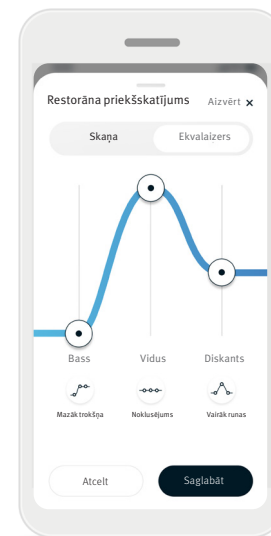 Restorāna priekšskatījums Aizvērt ×
Skaņa Ekvalaizers
Bass Vidus Diskants
Mazāk trokšņa Noklusējums Vairāk runas
Atcelt Saglabāt